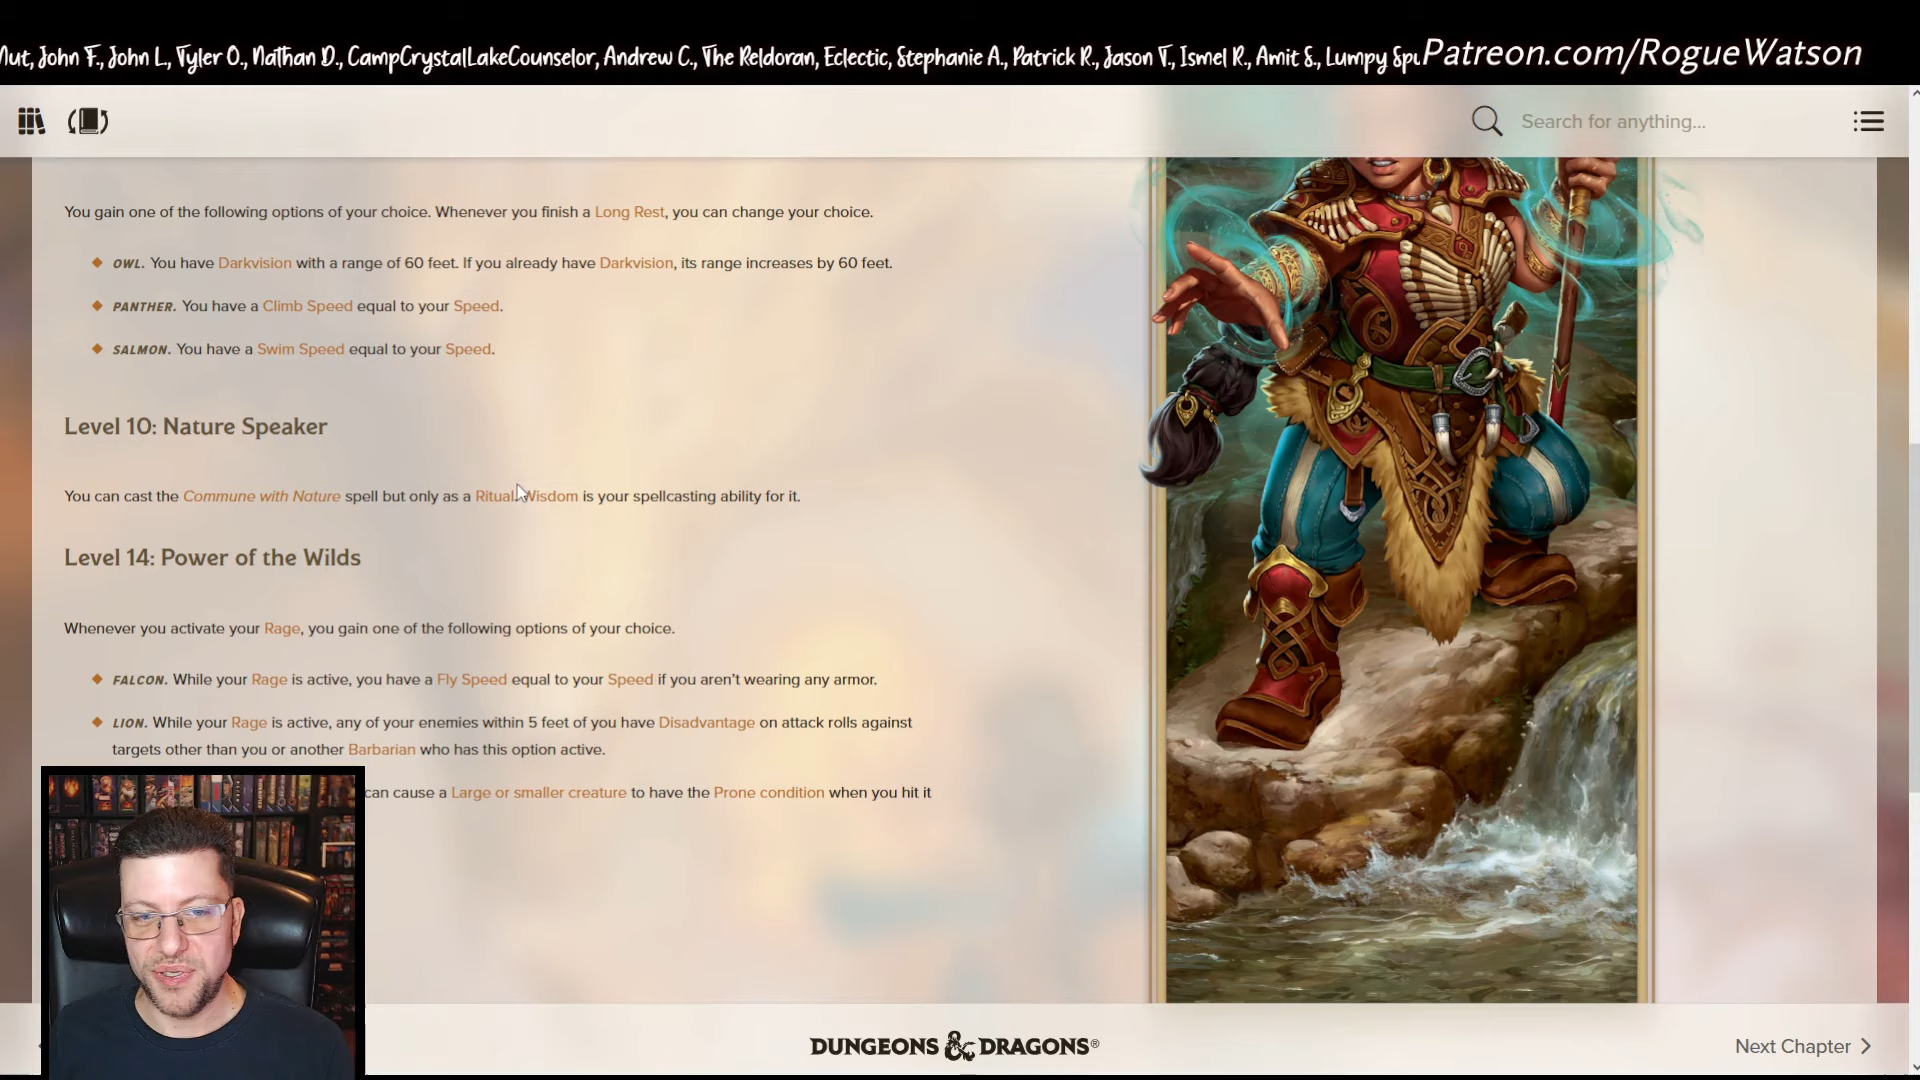 Nut, John F., John L., Tyler O., Nathan D., CampCrystalLakeCounselor, Andrew C., The Reldoran, Eclectic, Stephanie A., Patrick R., Jason T., Ismel R., Amit S., Lumpy Patreon.com/RogueWatson
Search for anything...
You gain one of the following options of your choice. Whenever you finish a Long Rest, you can change your choice.
OWL. You have Darkvision with a range of 60 feet. If you already have Darkvision, its range increases by 60 feet.
PANTHER. You have a Climb Speed equal to your Speed.
SALMON. You have a Swim Speed equal to your Speed.
Level 10: Nature Speaker
You can cast the Commune with Nature spell but only as a Ritual. Wisdom is your spellcasting ability for it.
Level 14: Power of the Wilds
Whenever you activate your Rage, you gain one of the following options of your choice.
FALCON. While your Rage is active, you have a Fly Speed equal to your Speed if you aren't wearing any armor.
LION. While your Rage is active, any of your enemies within 5 feet of you have Disadvantage on attack rolls against
targets other than you or another Barbarian who has this option active.
can cause a Large or smaller creature to have the Prone condition when you hit it
DUNGEONS & DRAGONS®
Next Chapter